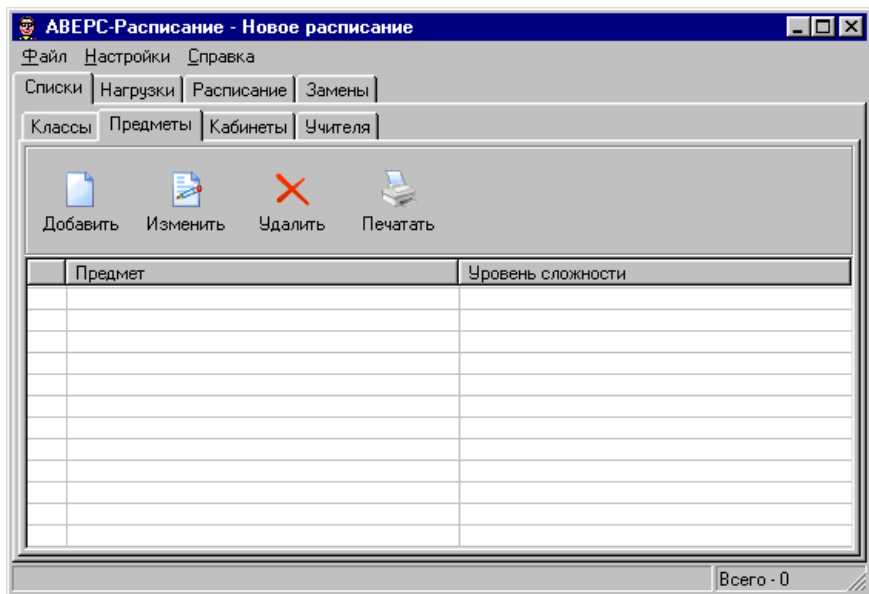 АВЕРС-Расписание - Новое расписание
Файл Настройки Справка
Списки Нагрузки Расписание Замены
Классы Предметы Кабинеты Учителя
Добавить Изменить Удалить Печатать
Предмет Уровень сложности
Всего - 0